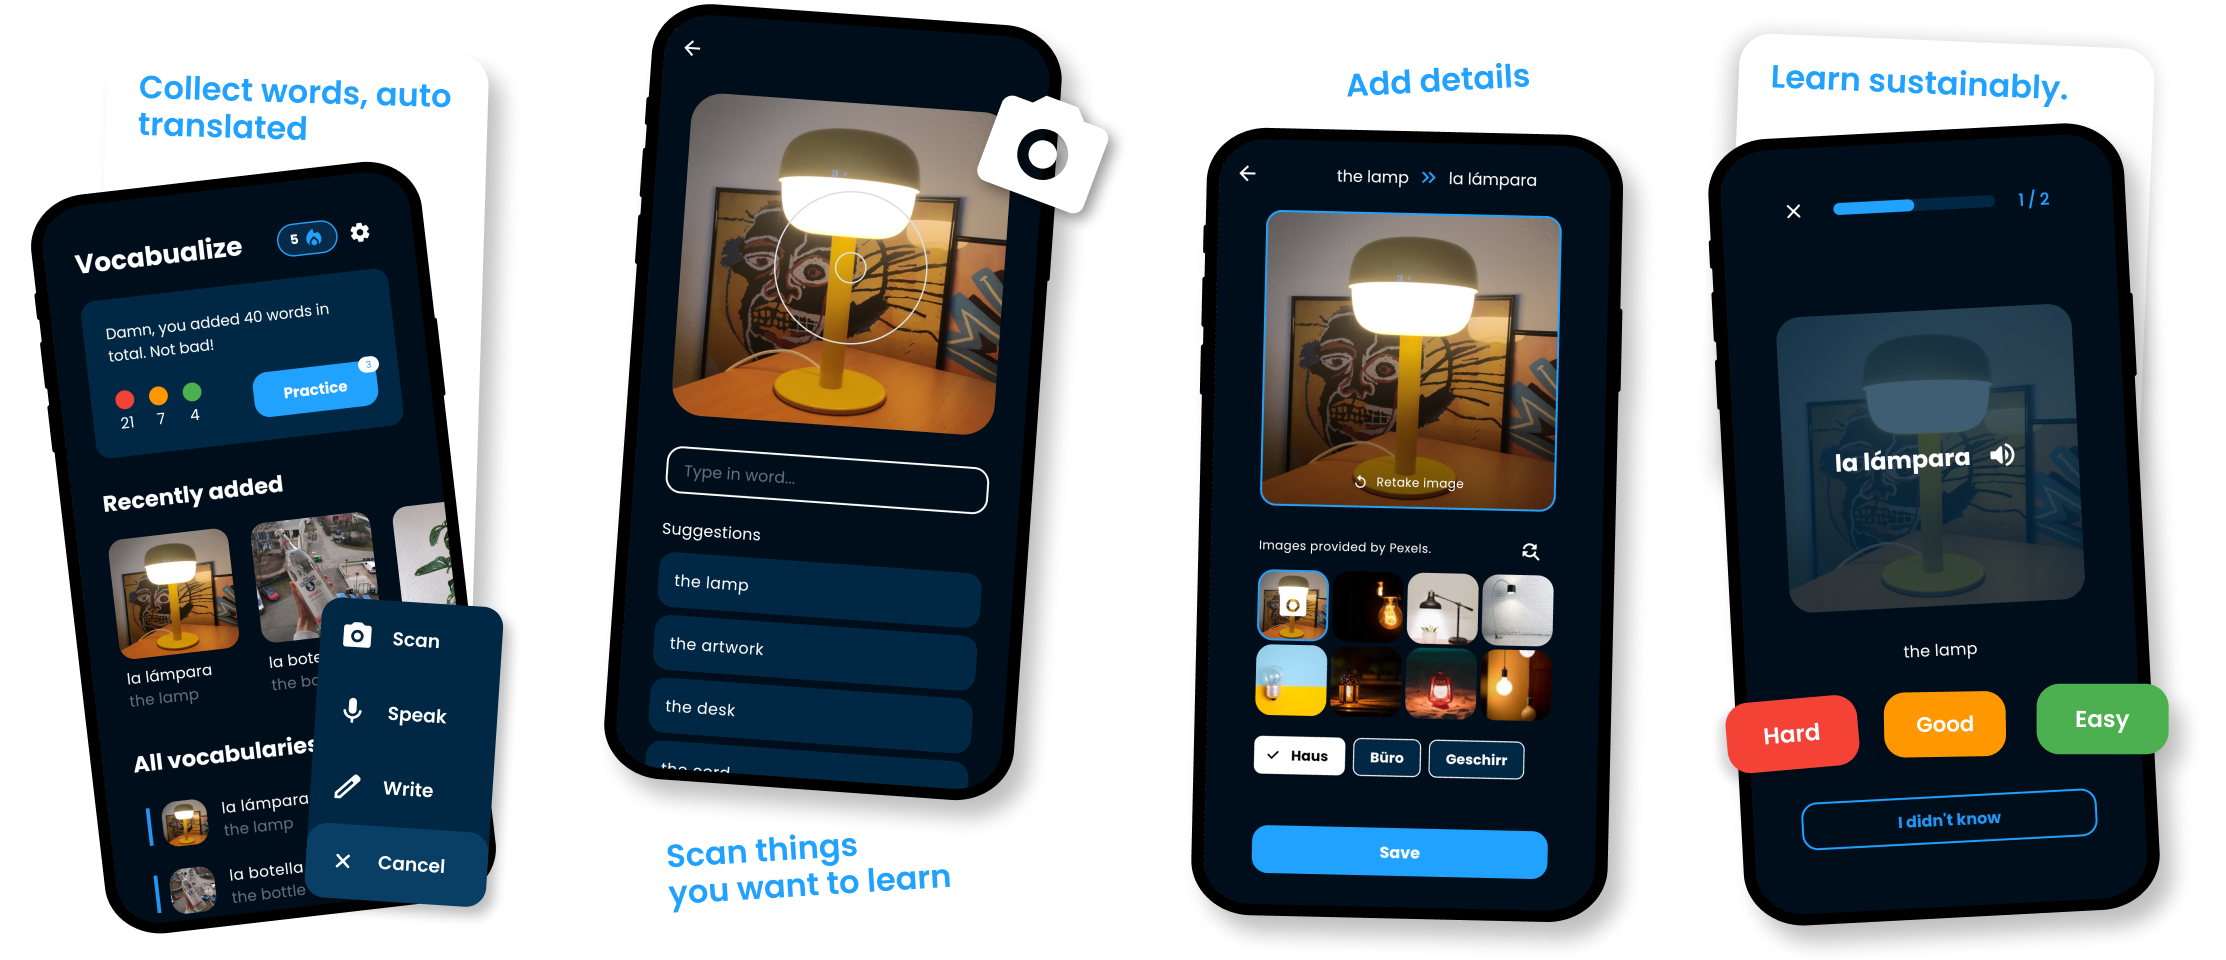 Collect words, auto
translated
Vocabualize
5
Damn, you added 40 words in
total. Not bad!
21
7
4
Practice
3
Recently added
la lámpara
the lamp
la bote
the bo
All vocabularies
la lámpara
the lamp
la botella
the bottle
Scan
Speak
Write
Cancel
Type in word...
Suggestions
the lamp
the artwork
the desk
the cord
Scan things
you want to learn
Add details
the lamp >> la lámpara
Retake image
Images provided by Pexels.
Haus
Büro
Geschirr
Save
Learn sustainably.
1 / 2
la lámpara
the lamp
Hard
Good
Easy
I didn't know